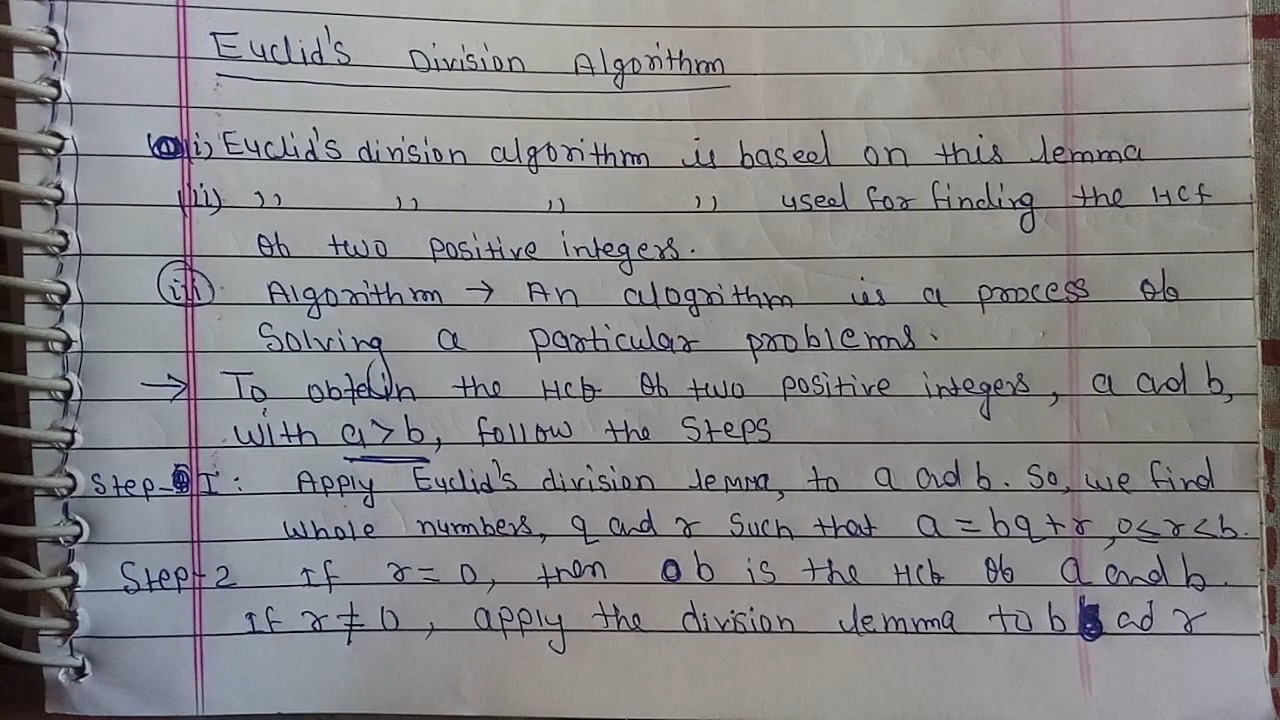 Euclid's Division Algorithm
(i) Euclid's division algorithm is based on this lemma
(ii) ,, ,, ,, ,, used for finding the HCF
of two positive integers.
(iii) Algorithm → An alogrithm is a process of
Solving a particular problems.
→ To obtain the HCF of two positive integers, a and b,
with a > b, follow the Steps
Step-I: Apply Euclid's division lemma, to a and b. So, we find
whole numbers, q and r Such that a = bq + r, 0 ≤ r < b.
Step-2 If r = 0, then b is the HCF of a and b.
If r ≠ 0, apply the division lemma to b ad r